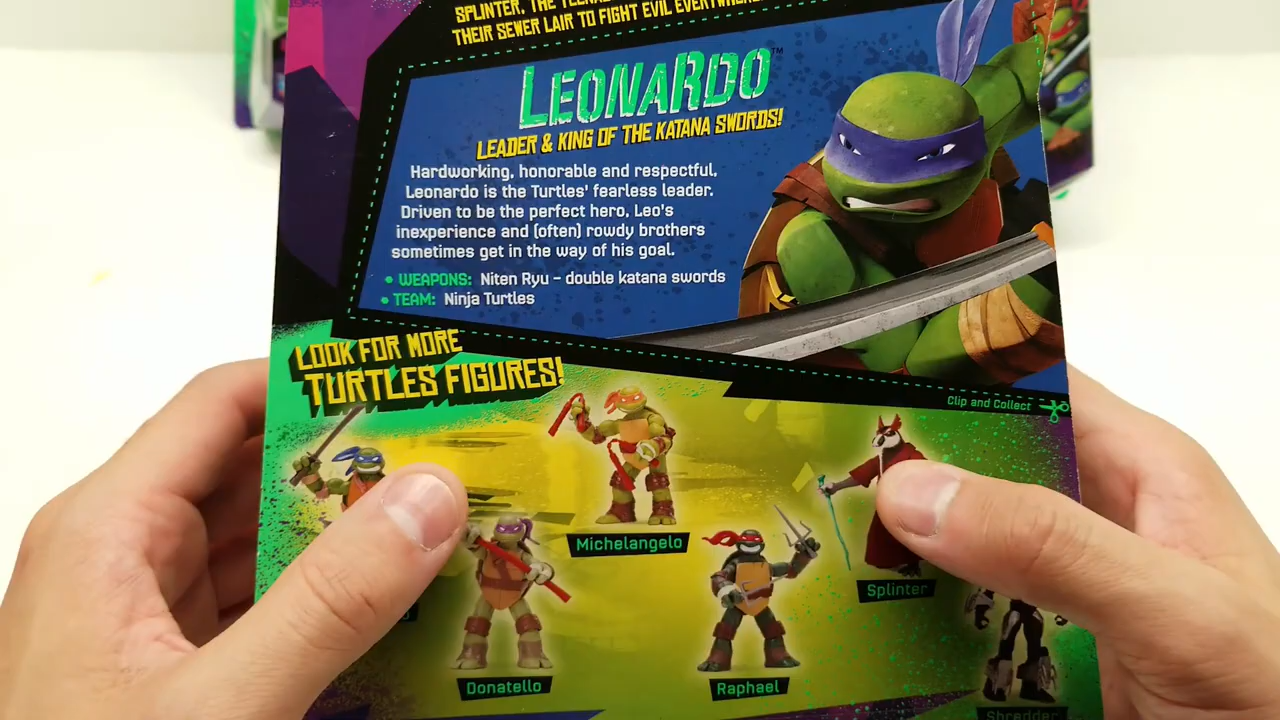 SPLINTER, THE
THEIR SEWER LAIR TO FIGHT EVIL
LEONARDO™
LEADER & KING OF THE KATANA SWORDS!
Hardworking, honorable and respectful,
Leonardo is the Turtles' fearless leader.
Driven to be the perfect hero, Leo's
inexperience and (often) rowdy brothers
sometimes get in the way of his goal.
• WEAPONS: Niten Ryu – double katana swords
• TEAM: Ninja Turtles
Clip and Collect
LOOK FOR MORE
TURTLES FIGURES!
Michelangelo
Splinter
Donatello
Raphael
Shredder